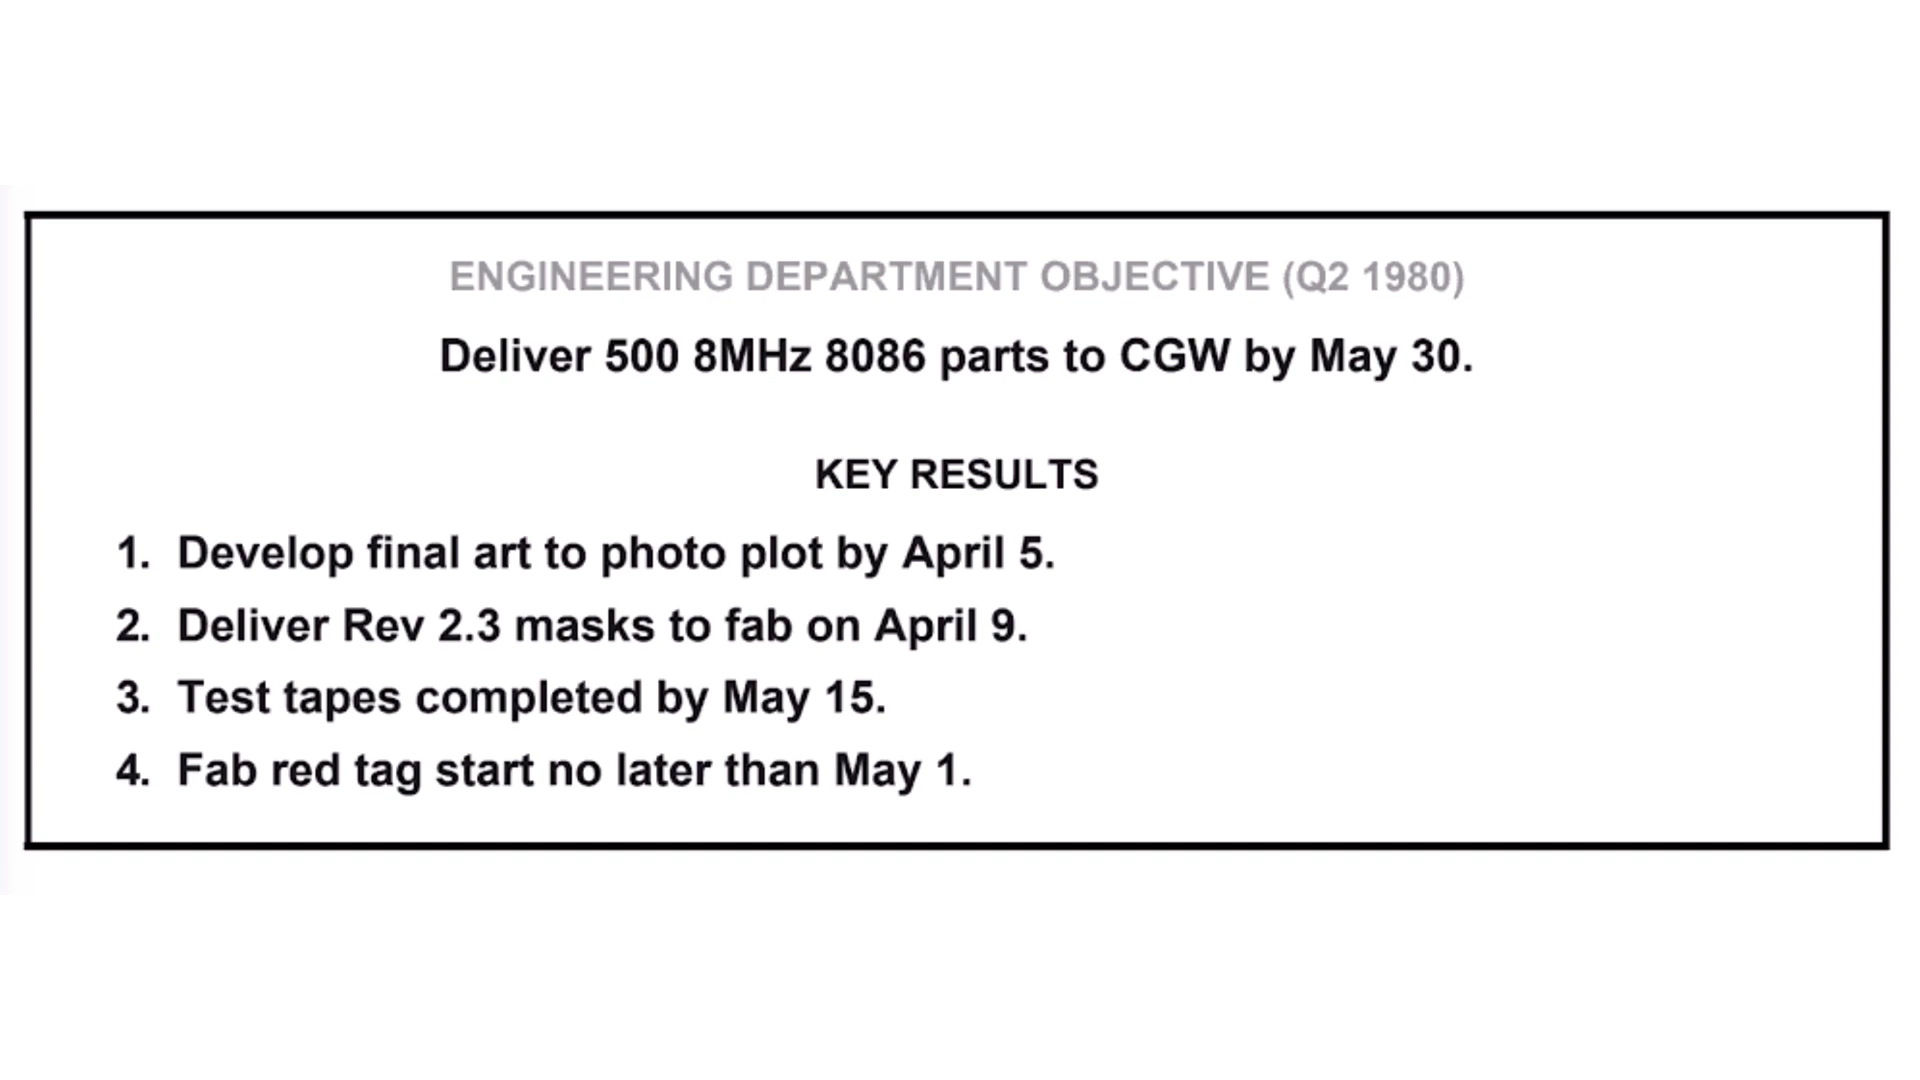 ENGINEERING DEPARTMENT OBJECTIVE (Q2 1980)
Deliver 500 8MHz 8086 parts to CGW by May 30.
KEY RESULTS
1. Develop final art to photo plot by April 5.
2. Deliver Rev 2.3 masks to fab on April 9.
3. Test tapes completed by May 15.
4. Fab red tag start no later than May 1.